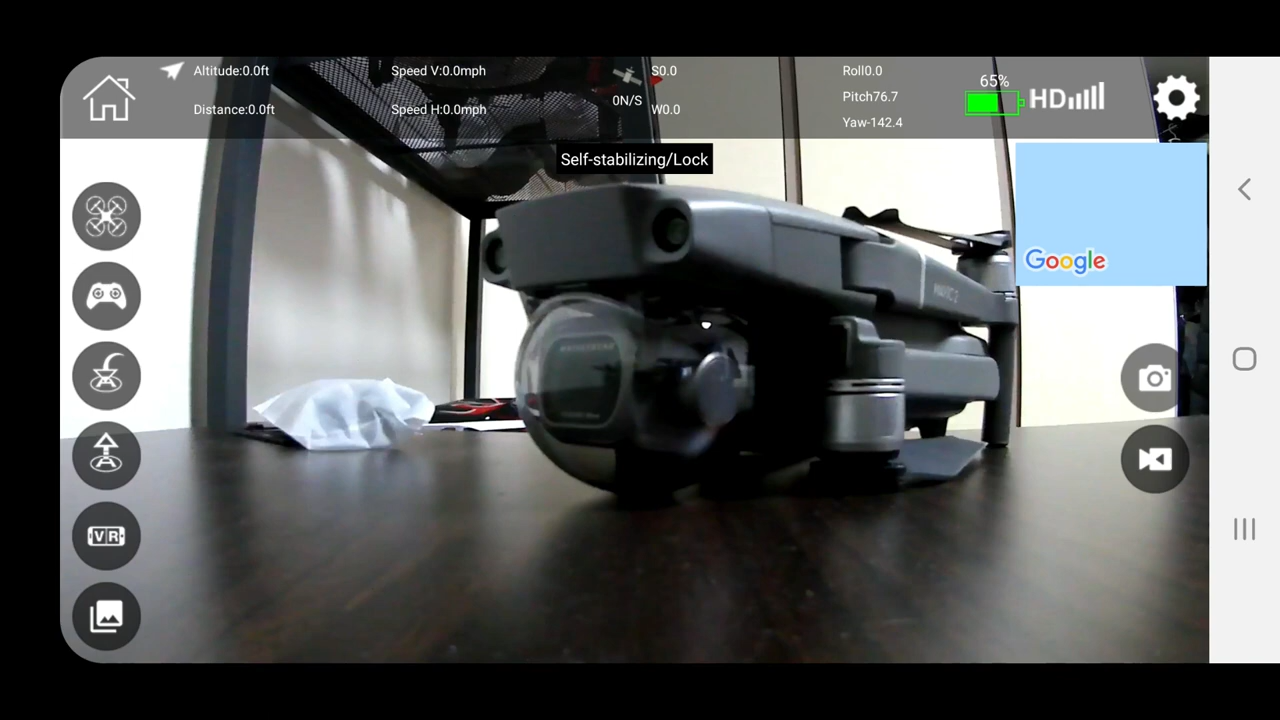 Altitude:0.0ft
Speed V:0.0mph
S0.0
Roll0.0
65%
HD
Pitch76.7
0N/S
Distance:0.0ft
Speed H:0.0mph
W0.0
Yaw-142.4
Self-stabilizing/Lock
Google
VR